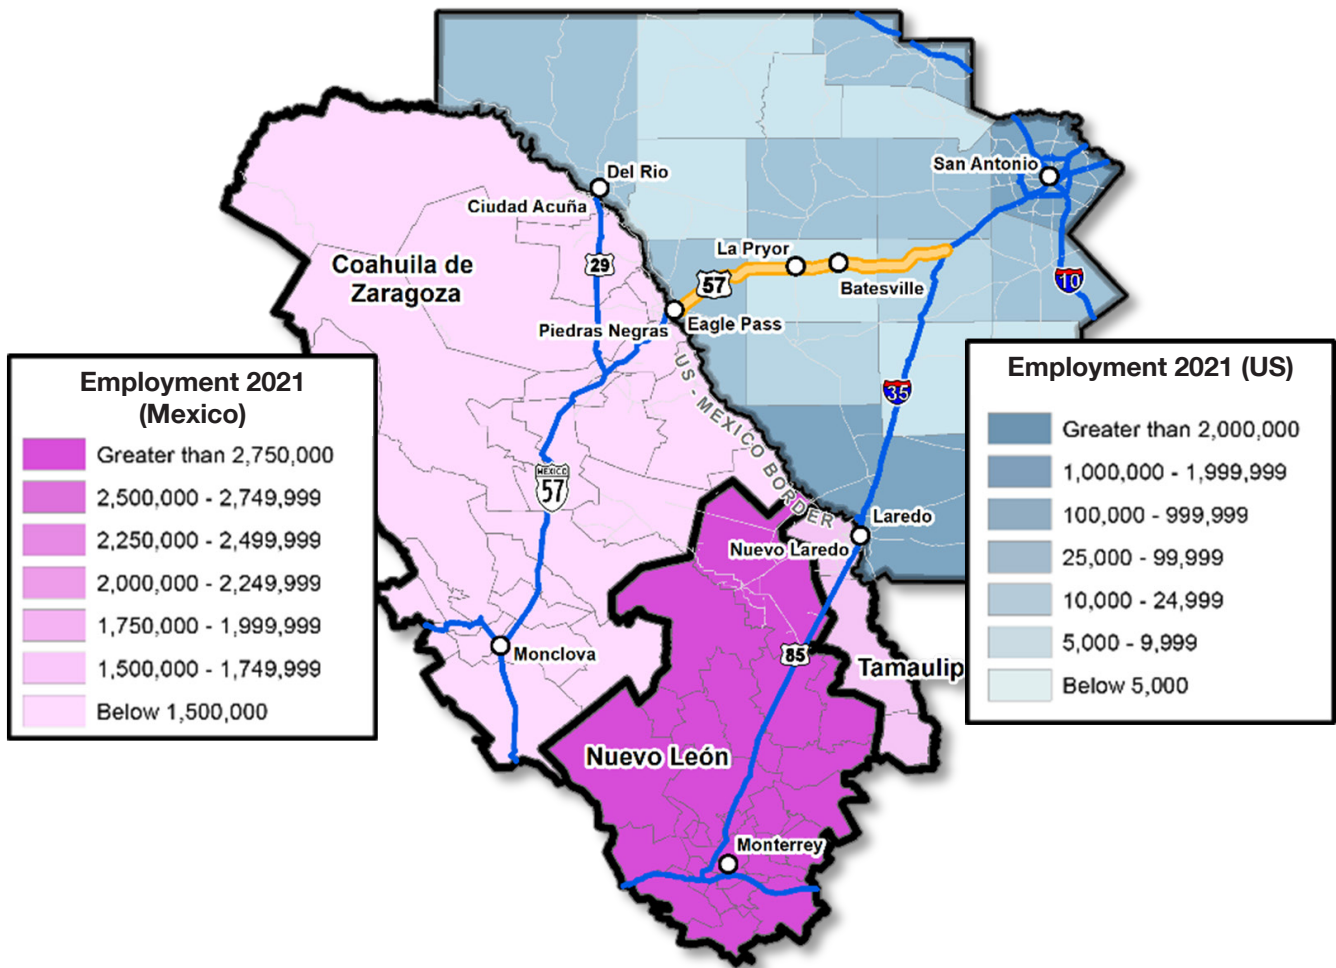 Del Rio
San Antonio
Ciudad Acuña
La Pryor
Coahuila de
Zaragoza
29
57
Batesville
10
Eagle Pass
Piedras Negras
US - MEXICO BORDER
35
MEXICO
57
Laredo
Nuevo Laredo
Monclova
85
Tamaulip
Nuevo León
Monterrey
Employment 2021
(Mexico)
Greater than 2,750,000
2,500,000 - 2,749,999
2,250,000 - 2,499,999
2,000,000 - 2,249,999
1,750,000 - 1,999,999
1,500,000 - 1,749,999
Below 1,500,000
Employment 2021 (US)
Greater than 2,000,000
1,000,000 - 1,999,999
100,000 - 999,999
25,000 - 99,999
10,000 - 24,999
5,000 - 9,999
Below 5,000